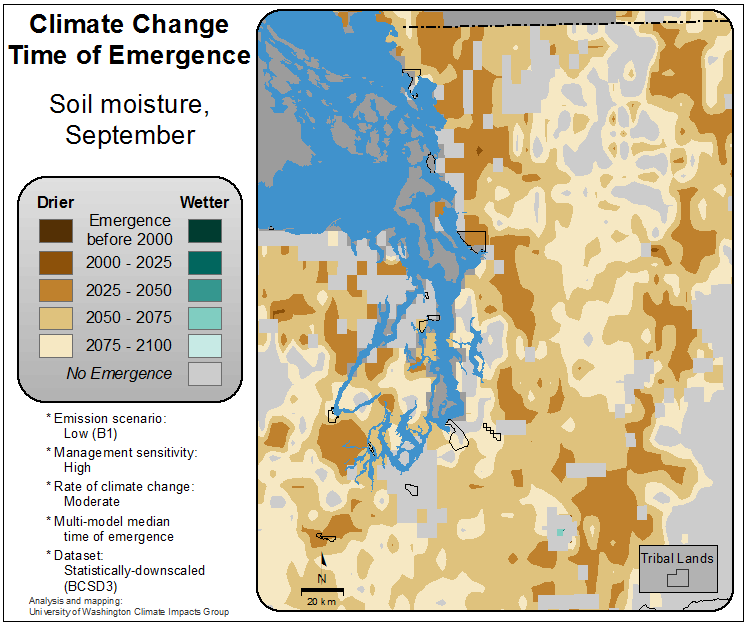 Climate Change
Time of Emergence
Soil moisture,
September
Drier Wetter
Emergence
before 2000
2000 - 2025
2025 - 2050
2050 - 2075
2075 - 2100
No Emergence
* Emission scenario:
Low (B1)
* Management sensitivity:
High
* Rate of climate change:
Moderate
* Multi-model median
time of emergence
* Dataset:
Statistically-downscaled
(BCSD3)
Analysis and mapping:
University of Washington Climate Impacts Group
N
20 km
Tribal Lands